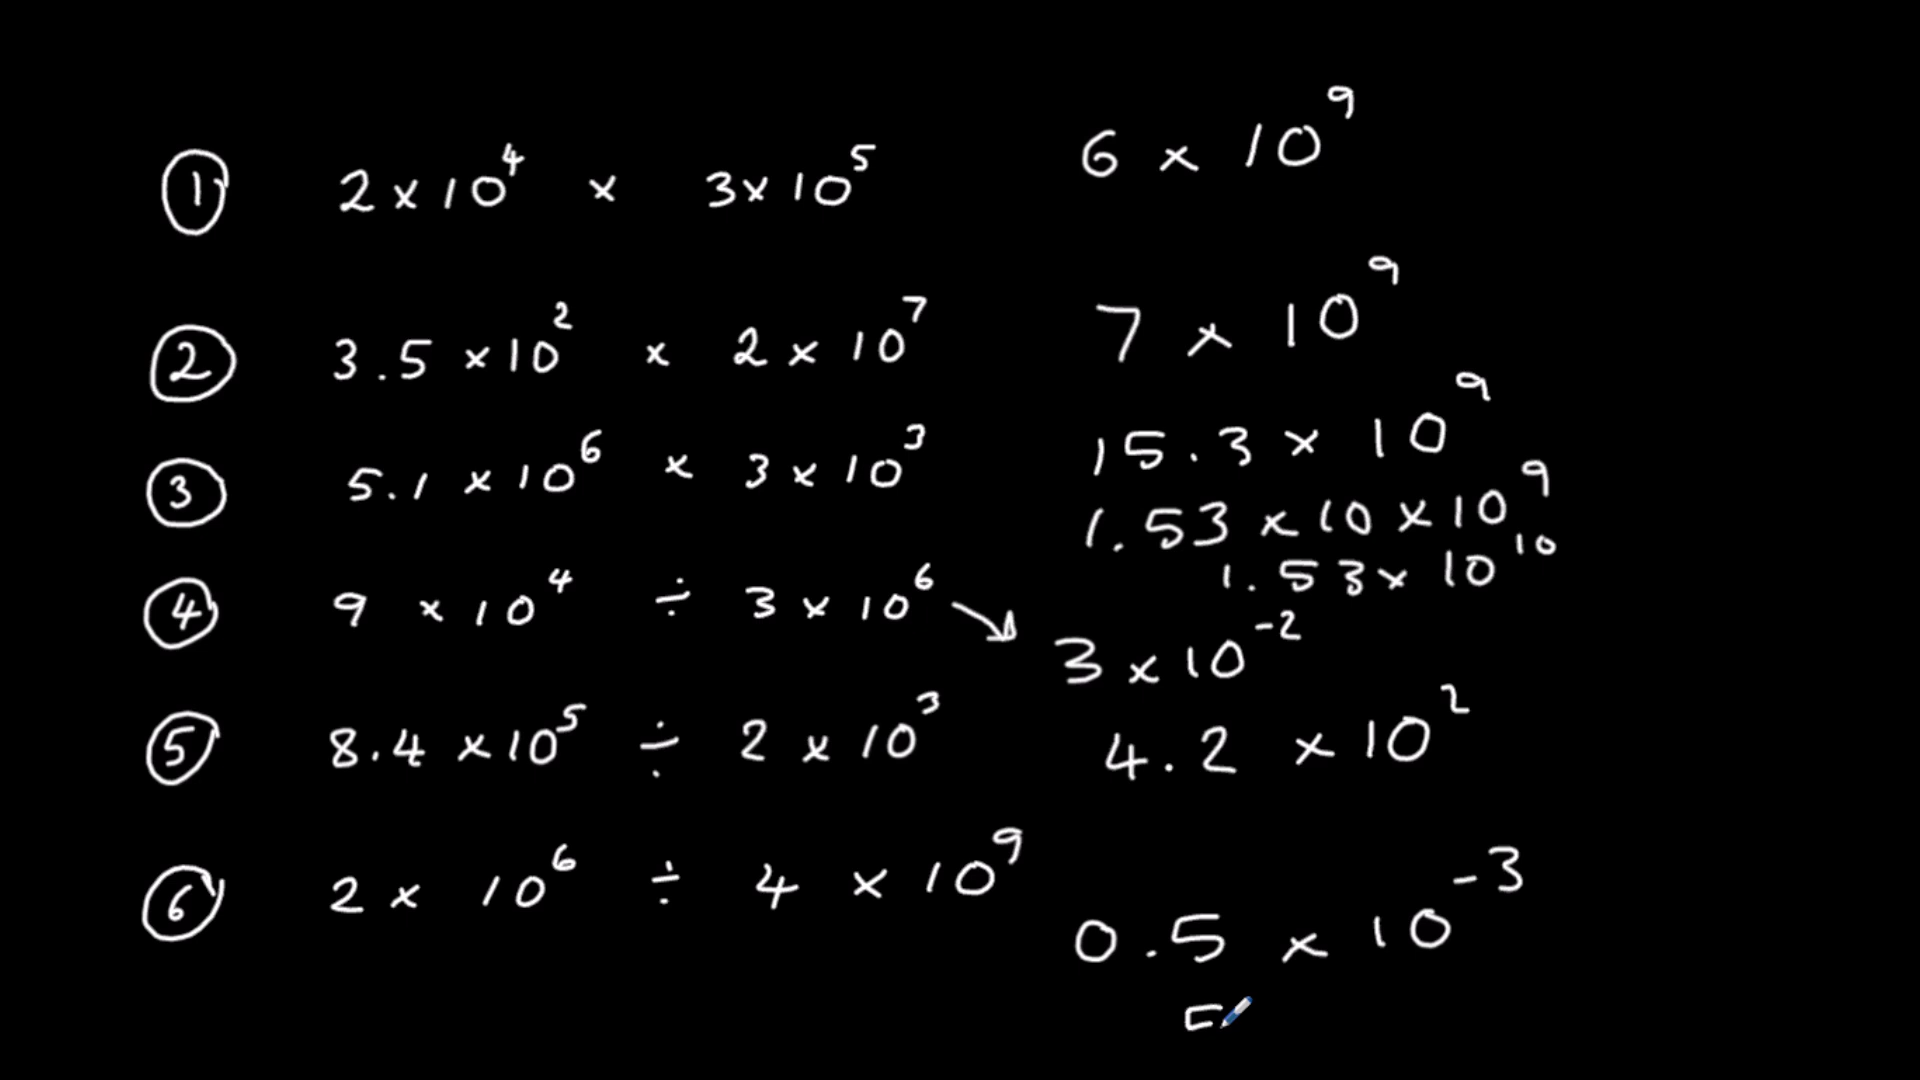 ① 2 × 10⁴ × 3 × 10⁵ 6 × 10⁹
② 3.5 × 10² × 2 × 10⁷ 7 × 10⁹
③ 5.1 × 10⁶ × 3 × 10³ 15.3 × 10⁹
1.53 × 10 × 10⁹
1.53 × 10¹⁰
④ 9 × 10⁴ ÷ 3 × 10⁶ → 3 × 10⁻²
⑤ 8.4 × 10⁵ ÷ 2 × 10³ 4.2 × 10²
⑥ 2 × 10⁶ ÷ 4 × 10⁹ 0.5 × 10⁻³
5